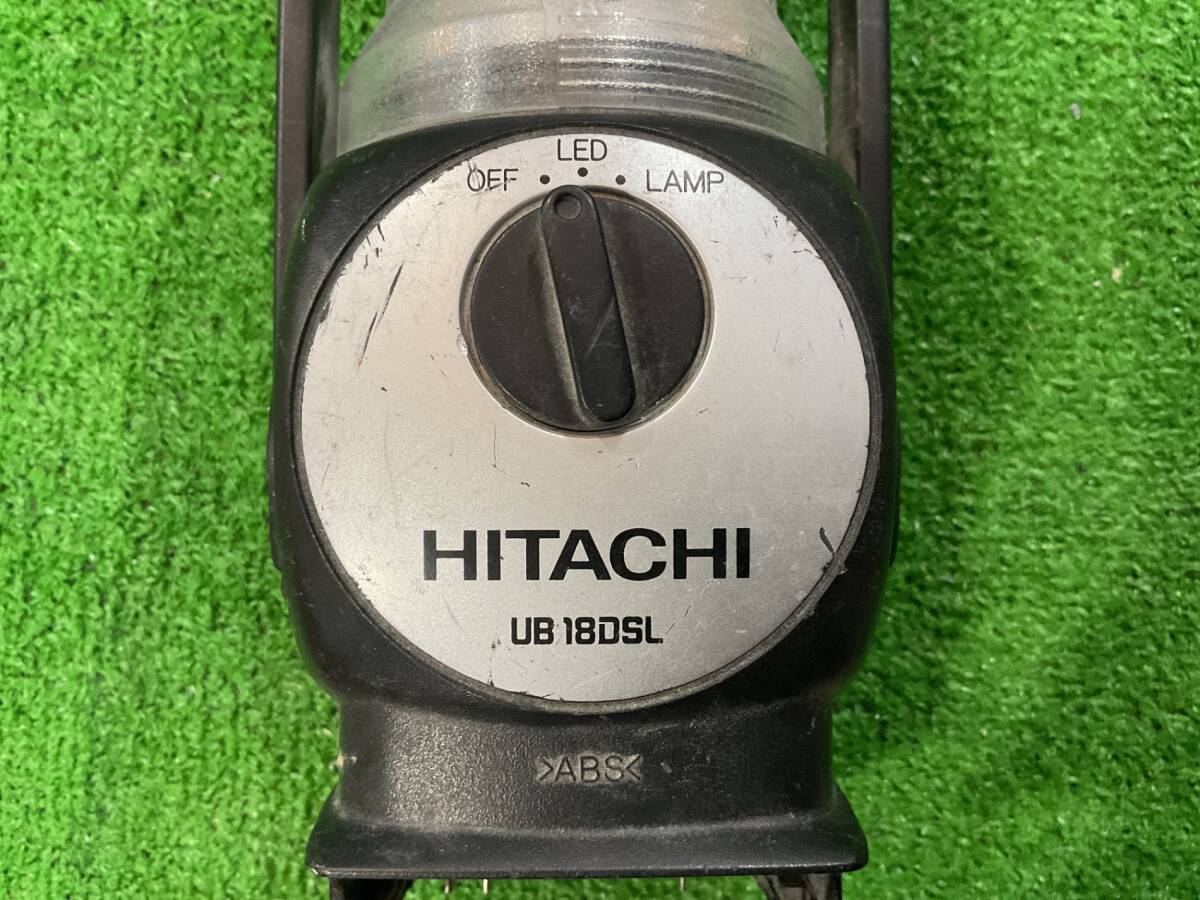 LED
OFF • • • LAMP
HITACHI
UB 18DSL
>ABS<